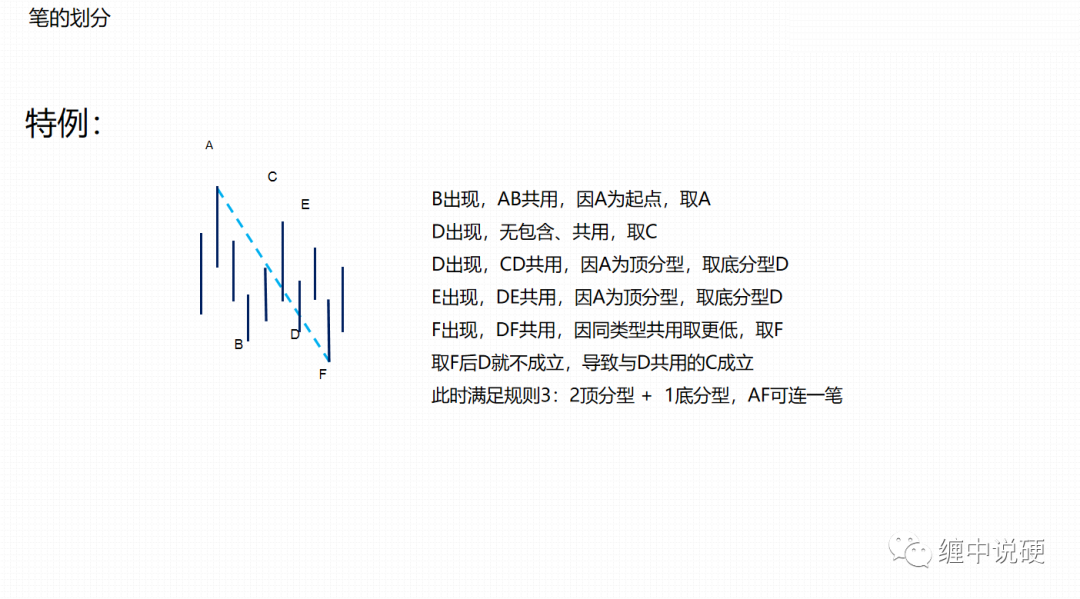 笔的划分
特例：
A
C
E
B
D
F
B出现，AB共用，因A为起点，取A
D出现，无包含、共用，取C
D出现，CD共用，因A为顶分型，取底分型D
E出现，DE共用，因A为顶分型，取底分型D
F出现，DF共用，因同类型共用取更低，取F
取F后D就不成立，导致与D共用的C成立
此时满足规则3：2顶分型 + 1底分型，AF可连一笔
缠中说硬